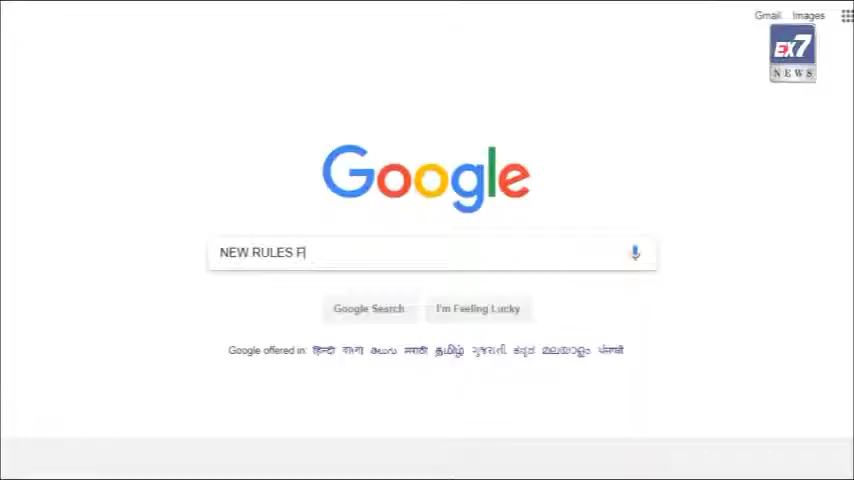 Gmail Images
EX7
NEWS
Google
NEW RULES F
Google Search I'm Feeling Lucky
Google offered in: हिन्दी বাংলা తెలుగు मराठी தமிழ் ગુજરાતી ಕನ್ನಡ മലയാളം ਪੰਜਾਬੀ